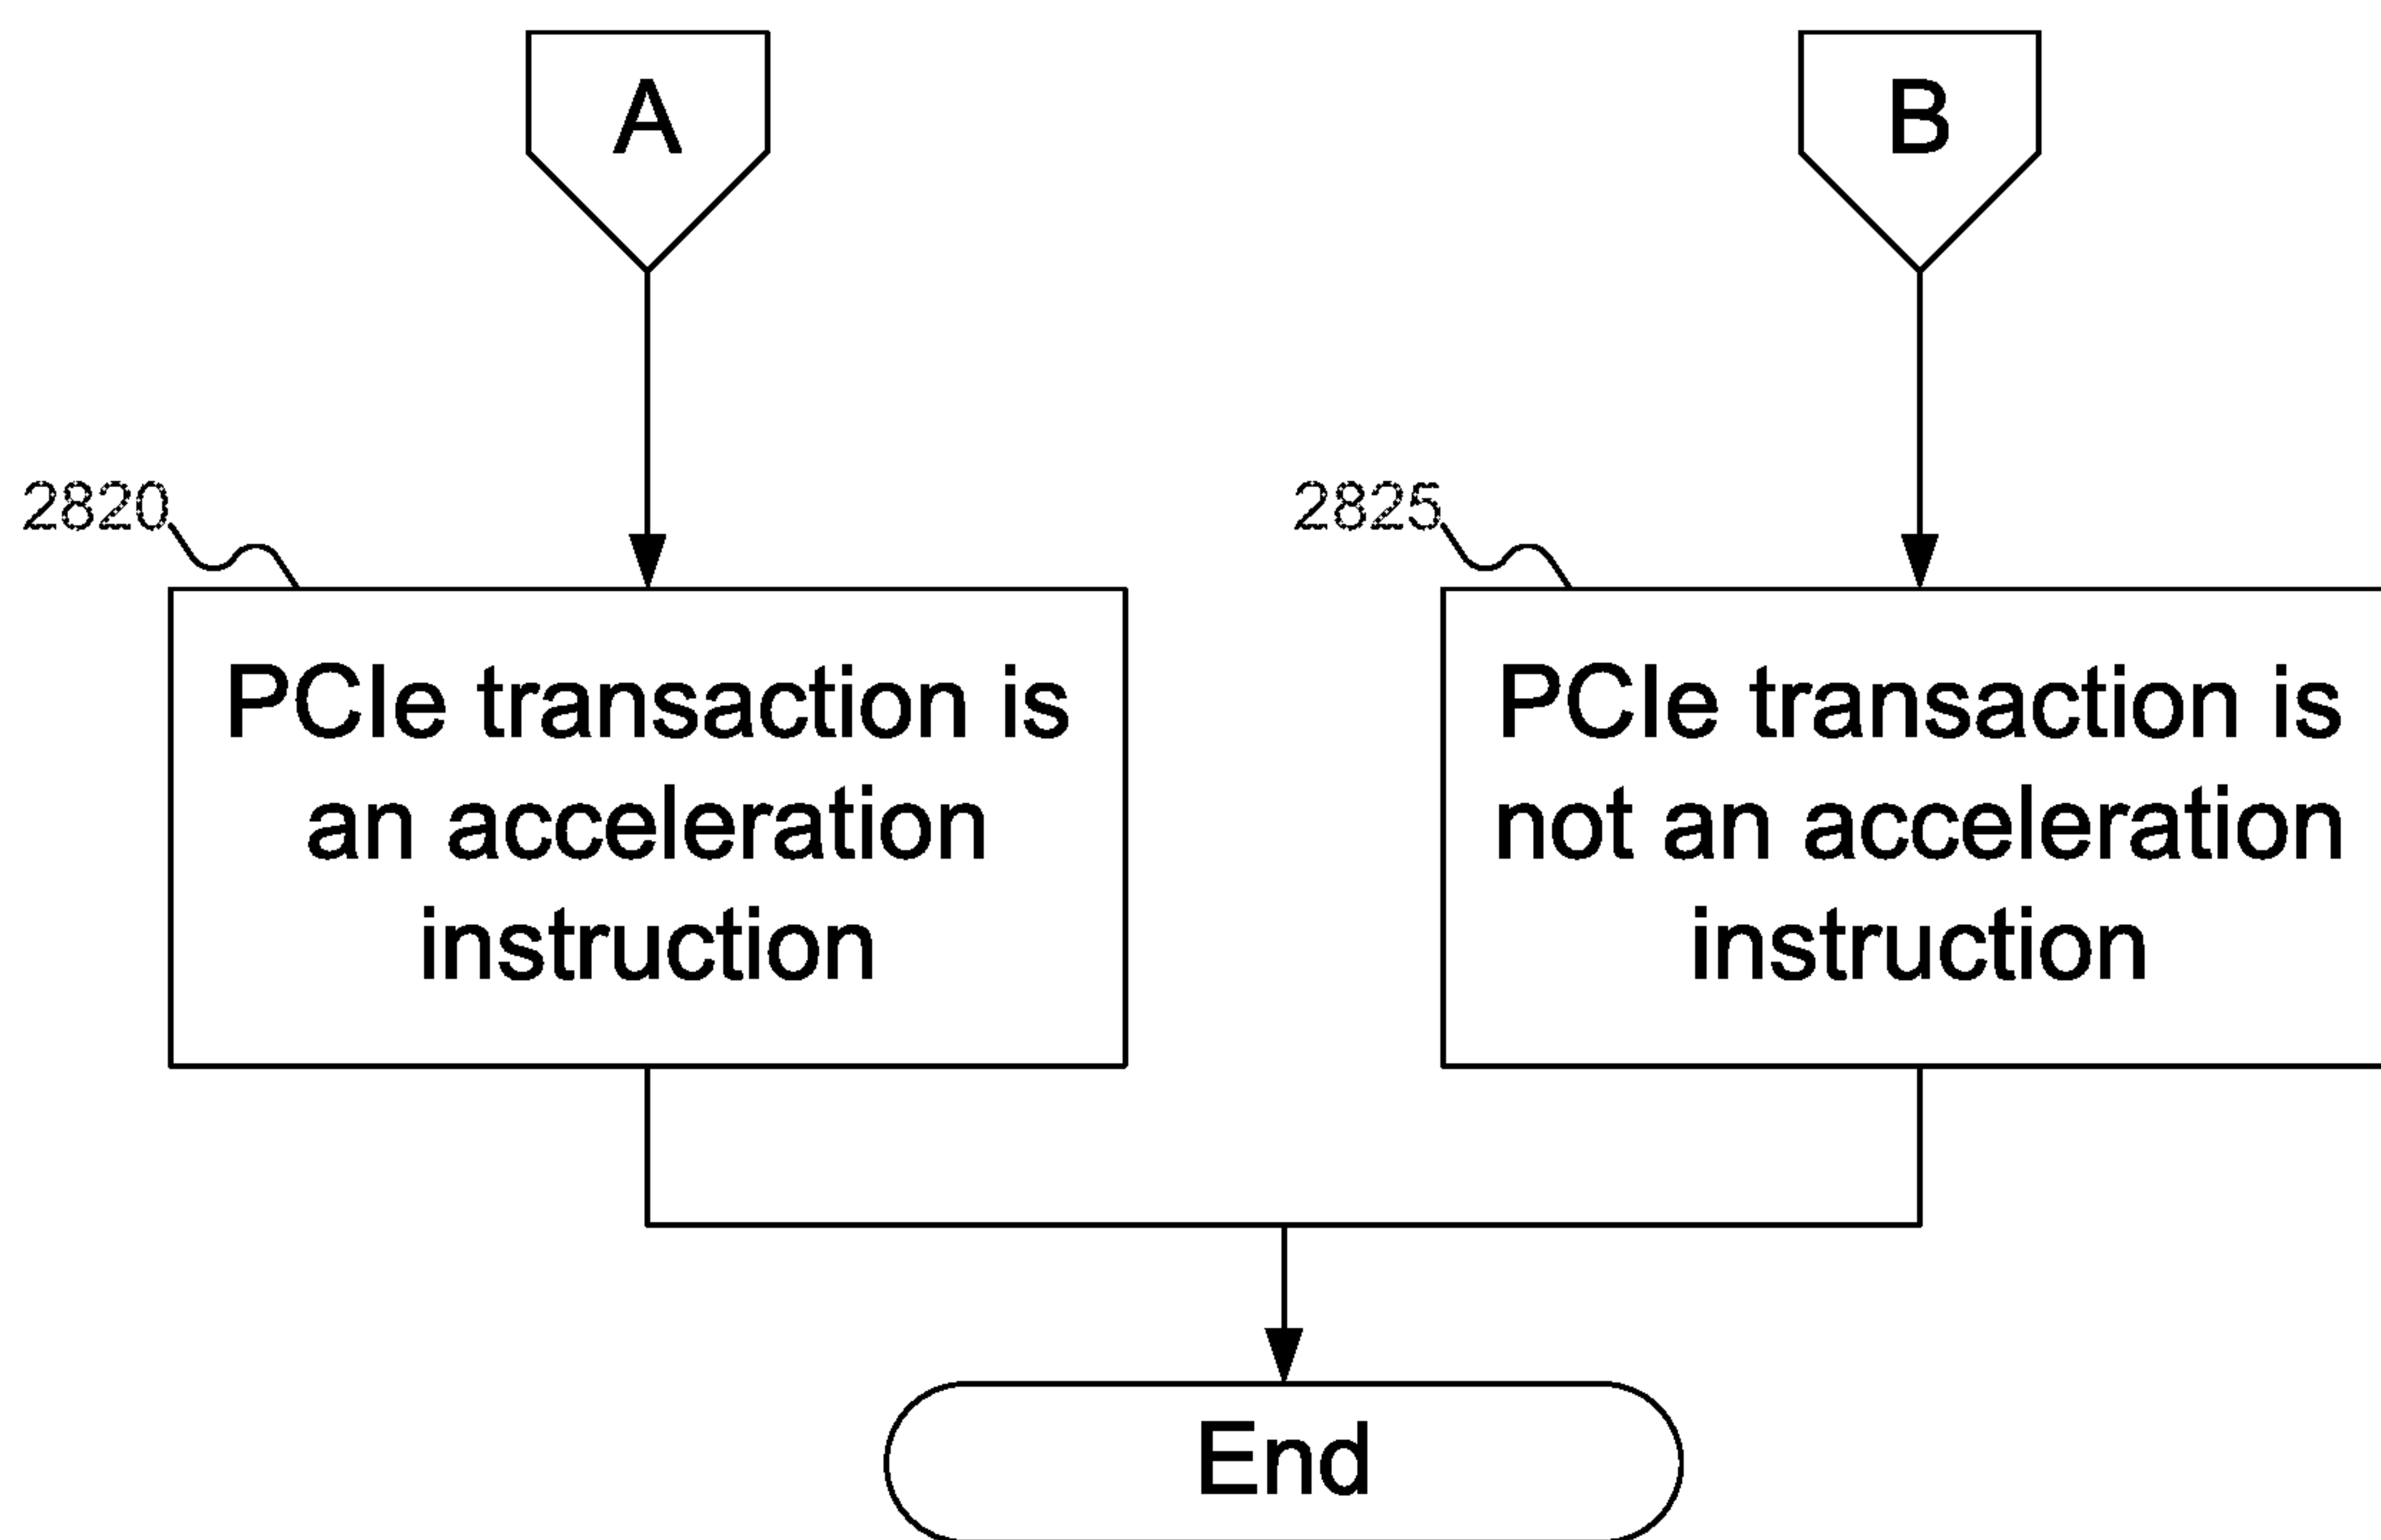 A
B
2820
2825
PCIe transaction is
an acceleration
instruction
PCIe transaction is
not an acceleration
instruction
End